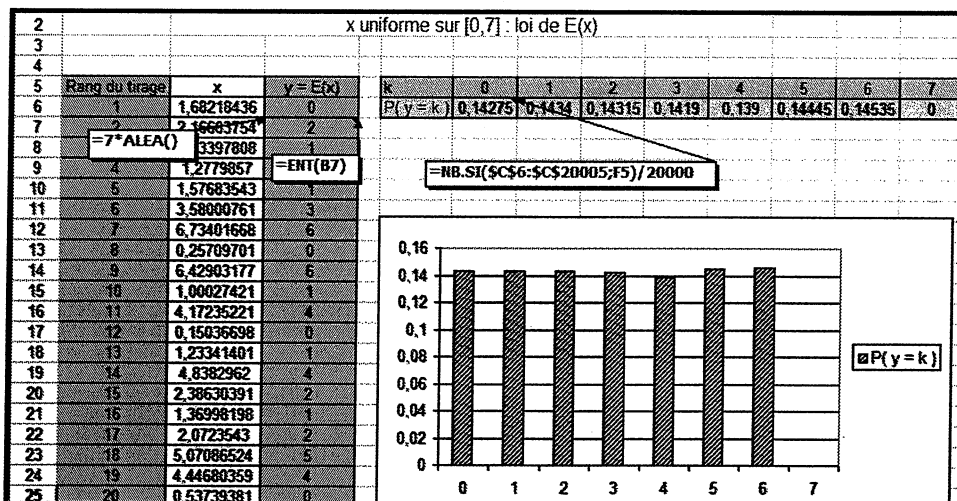 2 x uniforme sur [0,7] : loi de E(x)
3
4
5 Rang du tirage x y = E(x) k 0 1 2 3 4 5 6 7
6 1 1,68218436 0 P( y = k ) 0,14275 0,1434 0,14315 0,1419 0,139 0,14445 0,14535 0
7 2 2,16683754 2
=7*ALEA()
8 3397808 1
=ENT(B7)
9 4 1,2779857
=NB.SI($C$6:$C$20005;F5)/20000
10 5 1,57683543 1
11 6 3,58000761 3
12 7 6,73401668 6
13 8 0,25709701 0
14 9 6,42903177 6
15 10 1,00027421 1
16 11 4,17235221 4
17 12 0,15036698 0
18 13 1,23341401 1
19 14 4,8382962 4
20 15 2,38630391 2
21 16 1,36998198 1
22 17 2,0723543 2
23 18 5,07086524 5
24 19 4,44680359 4
25 20 0,53739381 0
0,16
0,14
0,12
0,1
0,08
0,06
0,04
0,02
0
0 1 2 3 4 5 6 7
P( y = k )